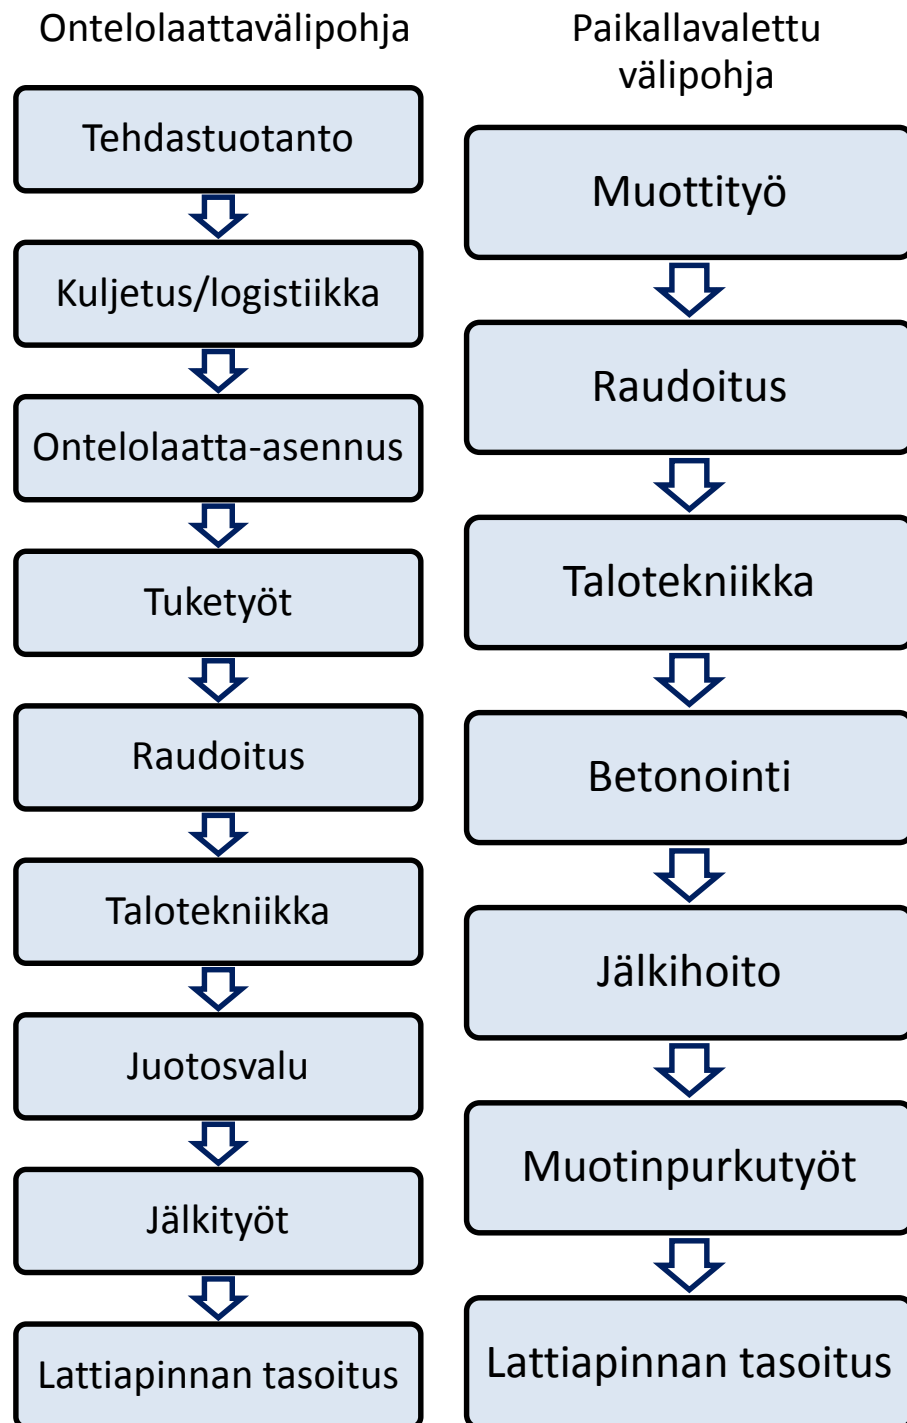 Ontelolaattavälipohja
Tehdastuotanto
Kuljetus/logistiikka
Ontelolaatta-asennus
Tuketyöt
Raudoitus
Talotekniikka
Juotosvalu
Jälkityöt
Lattiapinnan tasoitus
Paikallavalettu
välipohja
Muottityö
Raudoitus
Talotekniikka
Betonointi
Jälkihoito
Muotinpurkutyöt
Lattiapinnan tasoitus